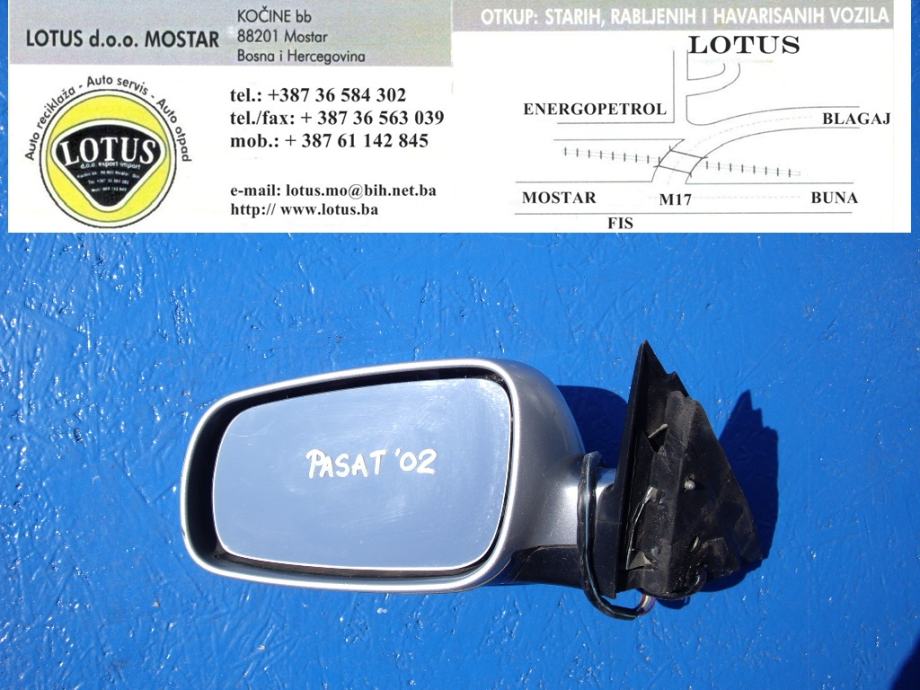 LOTUS d.o.o. MOSTAR
KOČINE bb
88201 Mostar
Bosna i Hercegovina
Auto reciklaža - Auto servis - Auto otpad
LOTUS
d.o.o. export-import
tel.: +387 36 584 302
tel./fax: + 387 36 563 039
mob.: + 387 61 142 845
e-mail: lotus.mo@bih.net.ba
http:// www.lotus.ba
OTKUP: STARIH, RABLJENIH I HAVARISANIH VOZILA
LOTUS
ENERGOPETROL
BLAGAJ
MOSTAR
M17
BUNA
FIS
PASAT '02